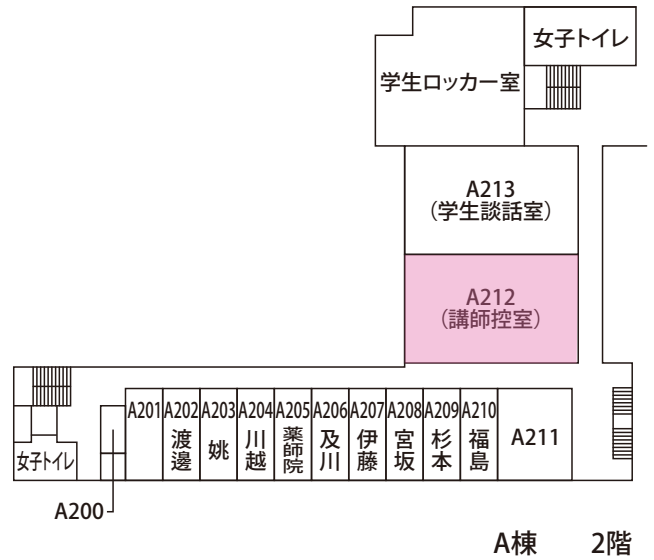 女子トイレ
学生ロッカー室
A213
（学生談話室）
A212
（講師控室）
A201
A202
渡邊
A203
姚
A204
川越
A205
薬師院
A206
及川
A207
伊藤
A208
宮坂
A209
杉本
A210
福島
A211
女子トイレ
A200
A棟　2階